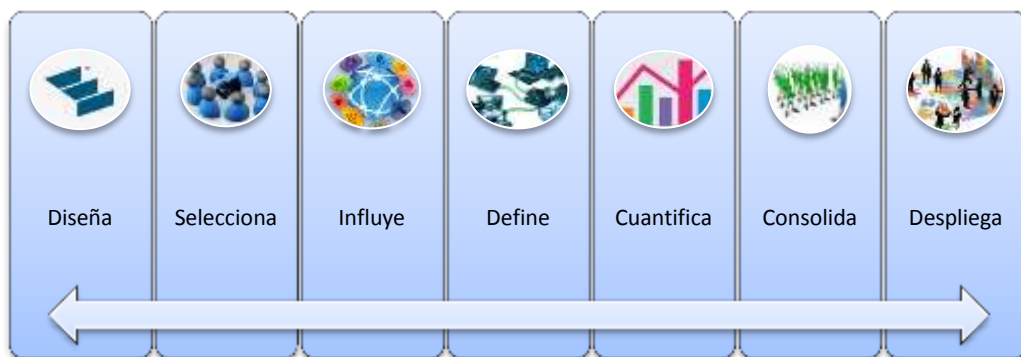 Diseña
Selecciona
Influye
Define
Cuantifica
Consolida
Despliega